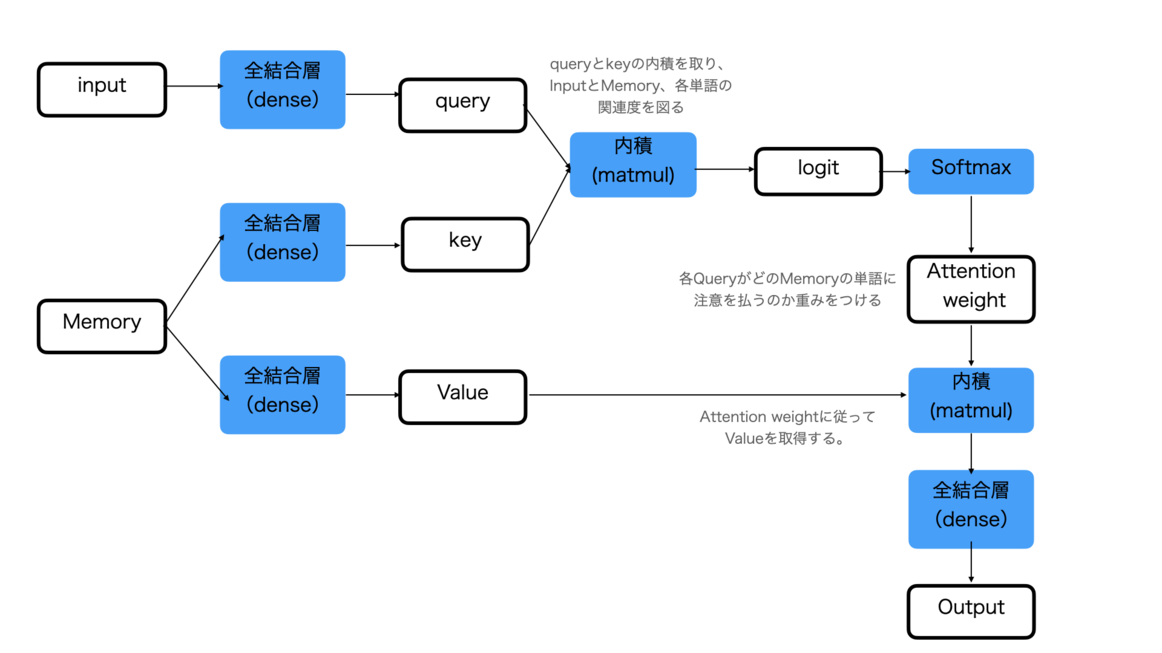 input
全結合層
（dense）
query
queryとkeyの内積を取り、
InputとMemory、各単語の
関連度を図る
内積
(matmul)
logit
Softmax
全結合層
（dense）
key
Memory
各QueryがどのMemoryの単語に
注意を払うのか重みをつける
Attention
weight
全結合層
（dense）
Value
Attention weightに従って
Valueを取得する。
内積
(matmul)
全結合層
（dense）
Output